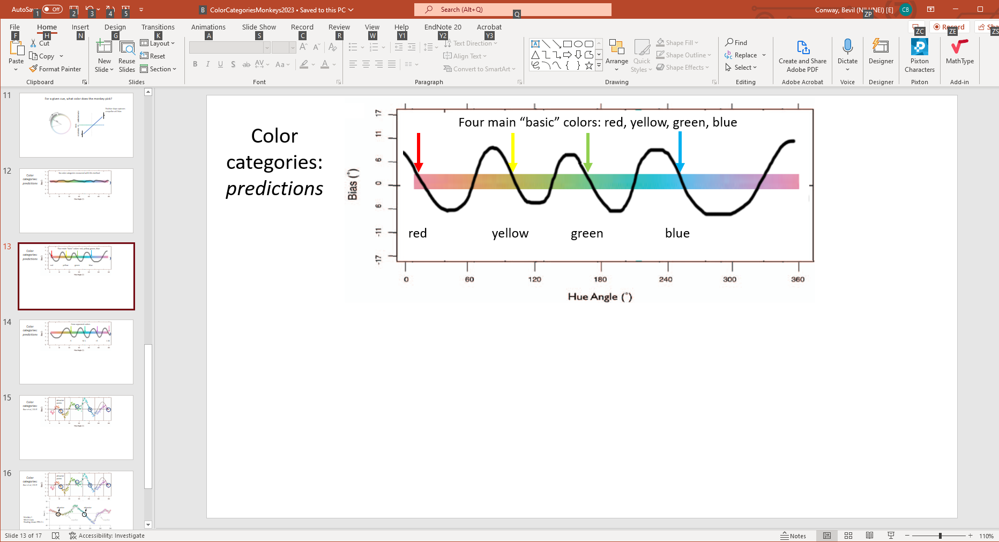 AutoSave Off
1 2 3 4 5
B ColorCategoriesMonkeys2023 • Saved to this PC
Search (Alt+Q)
Q
Conway, Bevil (NIH/NEI) [E] CB
ZP
File Home Insert Design Transitions Animations Slide Show Record Review View Help EndNote 20 Acrobat
F H N G K A S C R W Y1 Y2 Y3
Record
ZC ZE ZS
Paste
Cut
Copy
Format Painter
Clipboard
New Slide
Reuse Slides
Layout
Reset
Section
Slides
B I U S ab AV Aa A
Font
Text Direction
Align Text
Convert to SmartArt
Paragraph
Arrange
Quick Styles
Shape Fill
Shape Outline
Shape Effects
Drawing
Find
Replace
Select
Editing
Create and Share
Adobe PDF
Adobe Acrobat
Dictate
Voice
Designer
Designer
Pixton
Characters
Pixton
MathType
Add-in
11
For a given cue, what color does the monkey pick?
12
Color
categories:
predictions
No color categories recovered with this method
13
Color
categories:
predictions
Four main "basic" colors: red, yellow, green, blue
red yellow green blue
14
Color
categories:
predictions
15
Color
categories:
16
Color
categories:
Color
categories:
predictions
Four main “basic” colors: red, yellow, green, blue
Bias (°)
17
11
6
0
6
-11
-17
red yellow green blue
0 60 120 180 240 300 360
Hue Angle (°)
Slide 13 of 17
Accessibility: Investigate
Notes
110%